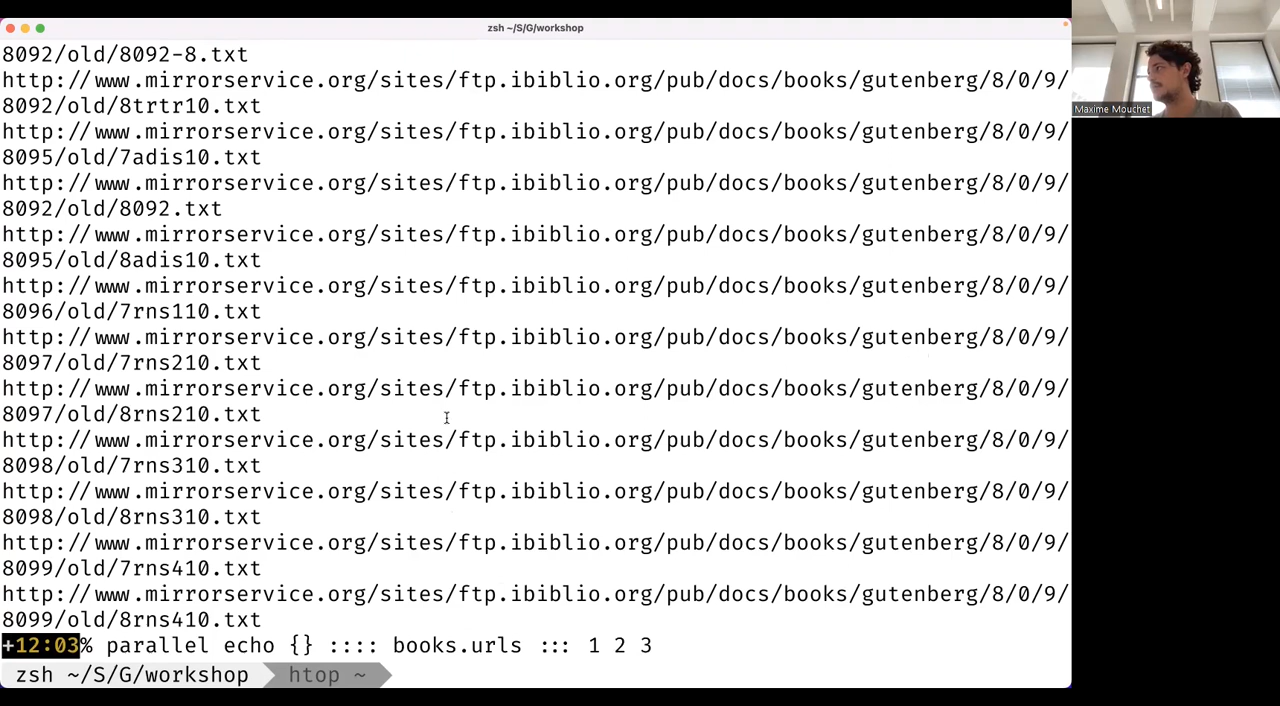 zsh ~/S/G/workshop
8092/old/8092-8.txt
http://www.mirrorservice.org/sites/ftp.ibiblio.org/pub/docs/books/gutenberg/8/0/9/
8092/old/8trtr10.txt
http://www.mirrorservice.org/sites/ftp.ibiblio.org/pub/docs/books/gutenberg/8/0/9/
8095/old/7adis10.txt
http://www.mirrorservice.org/sites/ftp.ibiblio.org/pub/docs/books/gutenberg/8/0/9/
8092/old/8092.txt
http://www.mirrorservice.org/sites/ftp.ibiblio.org/pub/docs/books/gutenberg/8/0/9/
8095/old/8adis10.txt
http://www.mirrorservice.org/sites/ftp.ibiblio.org/pub/docs/books/gutenberg/8/0/9/
8096/old/7rns110.txt
http://www.mirrorservice.org/sites/ftp.ibiblio.org/pub/docs/books/gutenberg/8/0/9/
8097/old/7rns210.txt
http://www.mirrorservice.org/sites/ftp.ibiblio.org/pub/docs/books/gutenberg/8/0/9/
8097/old/8rns210.txt
http://www.mirrorservice.org/sites/ftp.ibiblio.org/pub/docs/books/gutenberg/8/0/9/
8098/old/7rns310.txt
http://www.mirrorservice.org/sites/ftp.ibiblio.org/pub/docs/books/gutenberg/8/0/9/
8098/old/8rns310.txt
http://www.mirrorservice.org/sites/ftp.ibiblio.org/pub/docs/books/gutenberg/8/0/9/
8099/old/7rns410.txt
http://www.mirrorservice.org/sites/ftp.ibiblio.org/pub/docs/books/gutenberg/8/0/9/
8099/old/8rns410.txt
+12:03% parallel echo {} :::: books.urls ::: 1 2 3
zsh ~/S/G/workshop htop ~
Maxime Mouchet